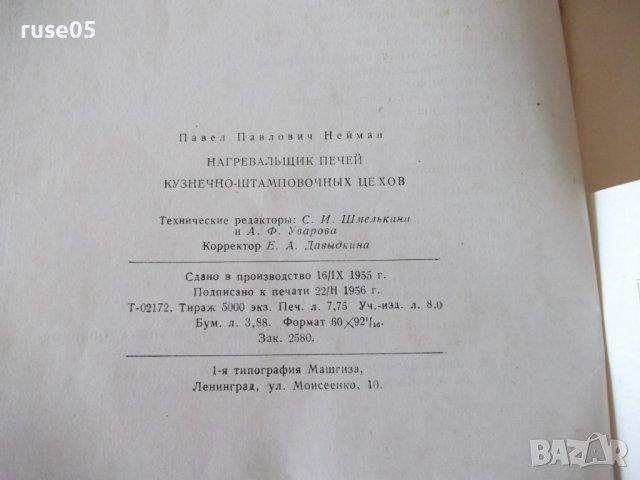 ruse05
Павел Павлович Нейман
НАГРЕВАЛЬЩИК ПЕЧЕЙ
КУЗНЕЧНО-ШТАМПОВОЧНЫХ ЦЕХОВ
Технические редакторы: С. И. Шмелькина
и А. Ф. Уварова
Корректор Е. А. Давыдкина
Сдано в производство 16/IX 1955 г.
Подписано к печати 22/II 1956 г.
Т-02172. Тираж 5000 экз. Печ. л. 7,75 Уч.-изд. л. 8,0
Бум. л. 3,88. Формат 60×92¹/₁₆.
Зак. 2580.
1-я типография Машгиза,
Ленинград, ул. Моисеенко, 10.
BAZAR
bg